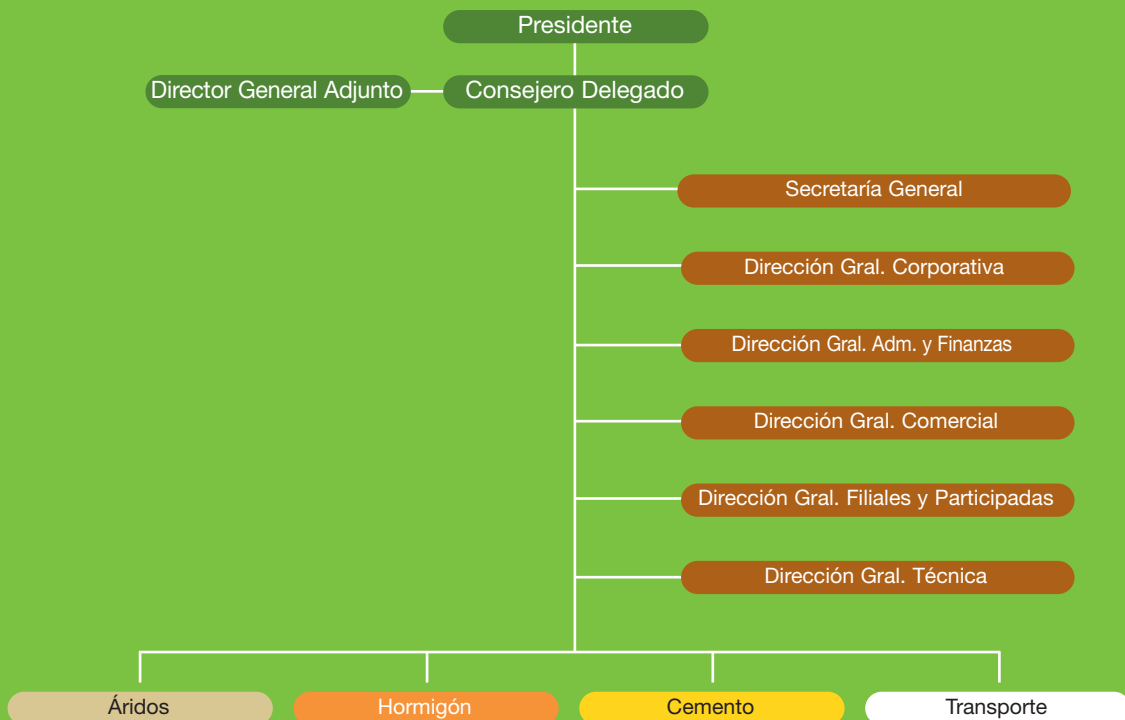 Presidente
Director General Adjunto
Consejero Delegado
Secretaría General
Dirección Gral. Corporativa
Dirección Gral. Adm. y Finanzas
Dirección Gral. Comercial
Dirección Gral. Filiales y Participadas
Dirección Gral. Técnica
Áridos
Hormigón
Cemento
Transporte